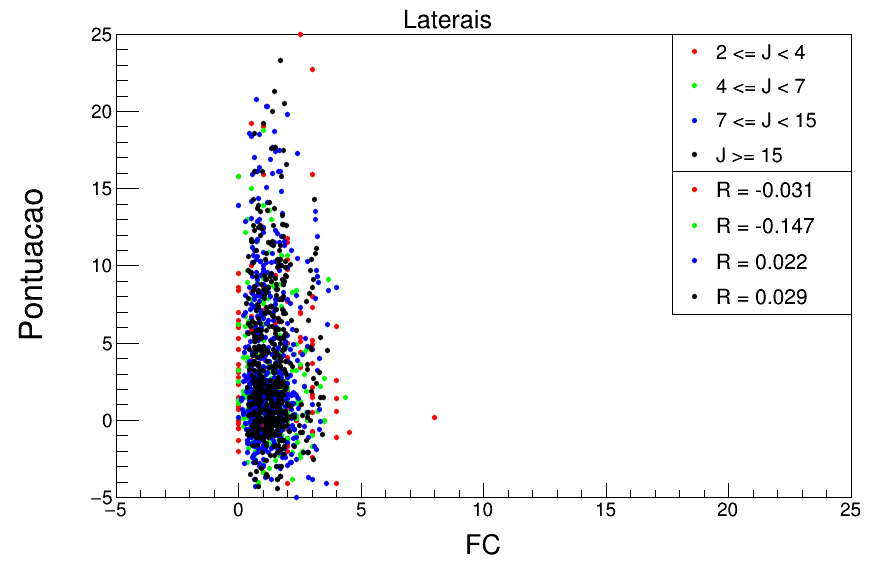 Laterais
25
20
15
10
5
0
−5
Pontuacao
−5 0 5 10 15 20 25
FC
2 <= J < 4
4 <= J < 7
7 <= J < 15
J >= 15
R = -0.031
R = -0.147
R = 0.022
R = 0.029